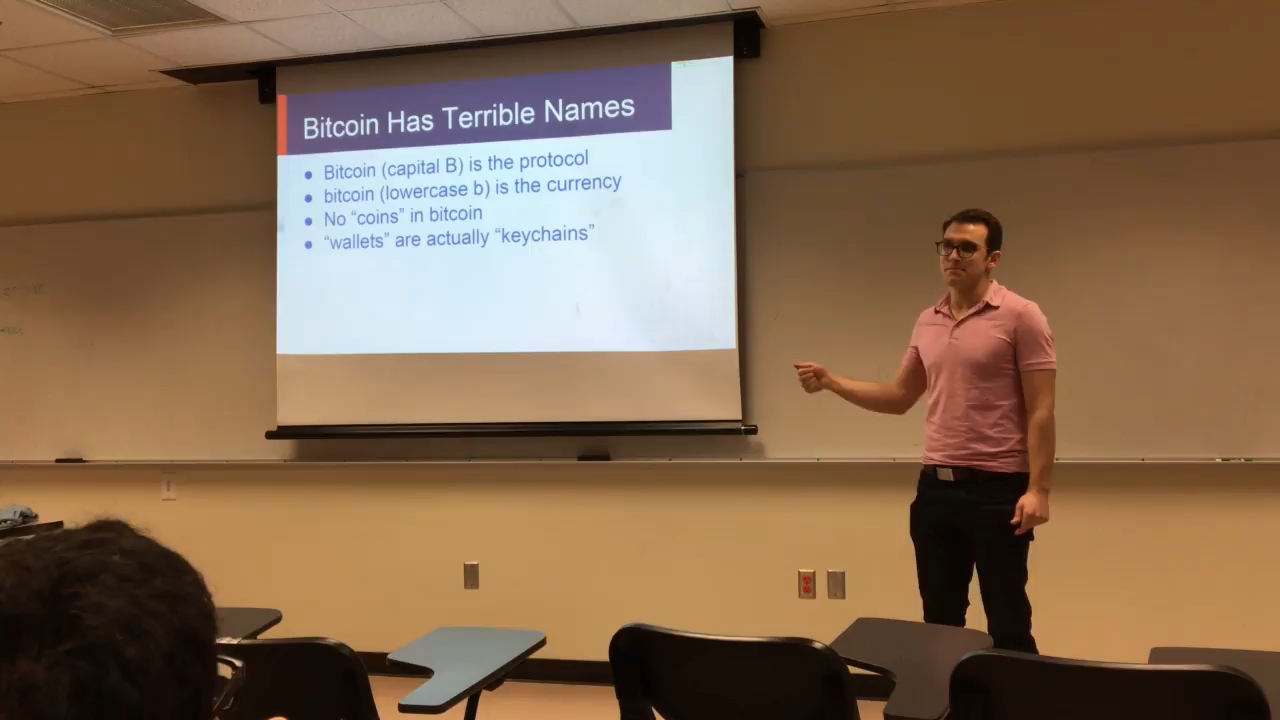 Bitcoin Has Terrible Names
● Bitcoin (capital B) is the protocol
● bitcoin (lowercase b) is the currency
● No “coins” in bitcoin
● “wallets” are actually “keychains”